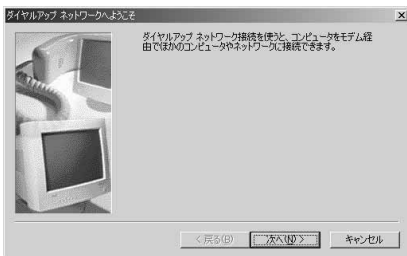 ダイヤルアップ ネットワークへようこそ
ダイヤルアップ ネットワーク接続を使うと、コンピュータをモデム経
由でほかのコンピュータやネットワークに接続できます。
< 戻る(B)
次へ(N) >
キャンセル